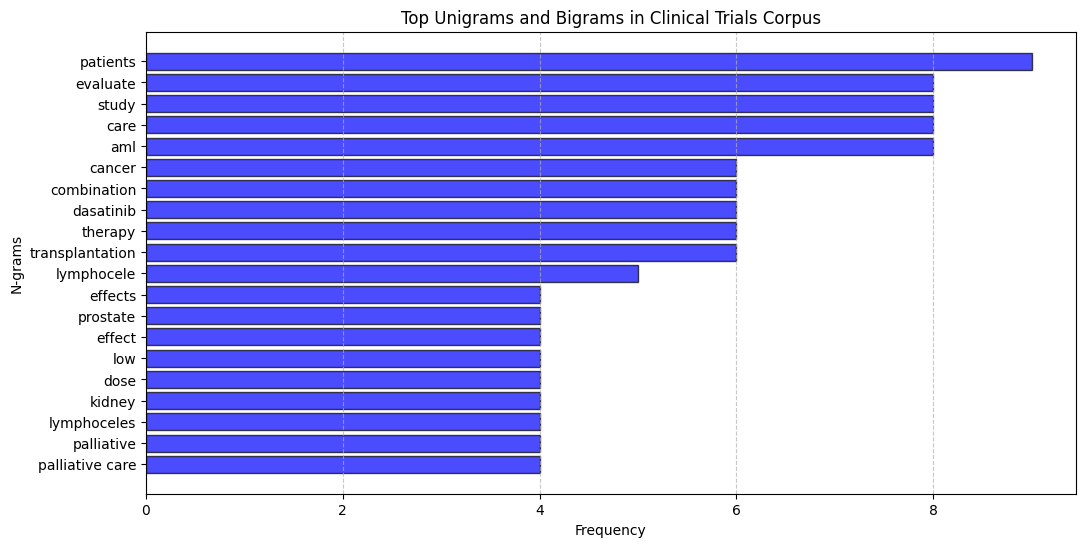 Top Unigrams and Bigrams in Clinical Trials Corpus
N-grams
patients
evaluate
study
care
aml
cancer
combination
dasatinib
therapy
transplantation
lymphocele
effects
prostate
effect
low
dose
kidney
lymphoceles
palliative
palliative care
0 2 4 6 8
Frequency